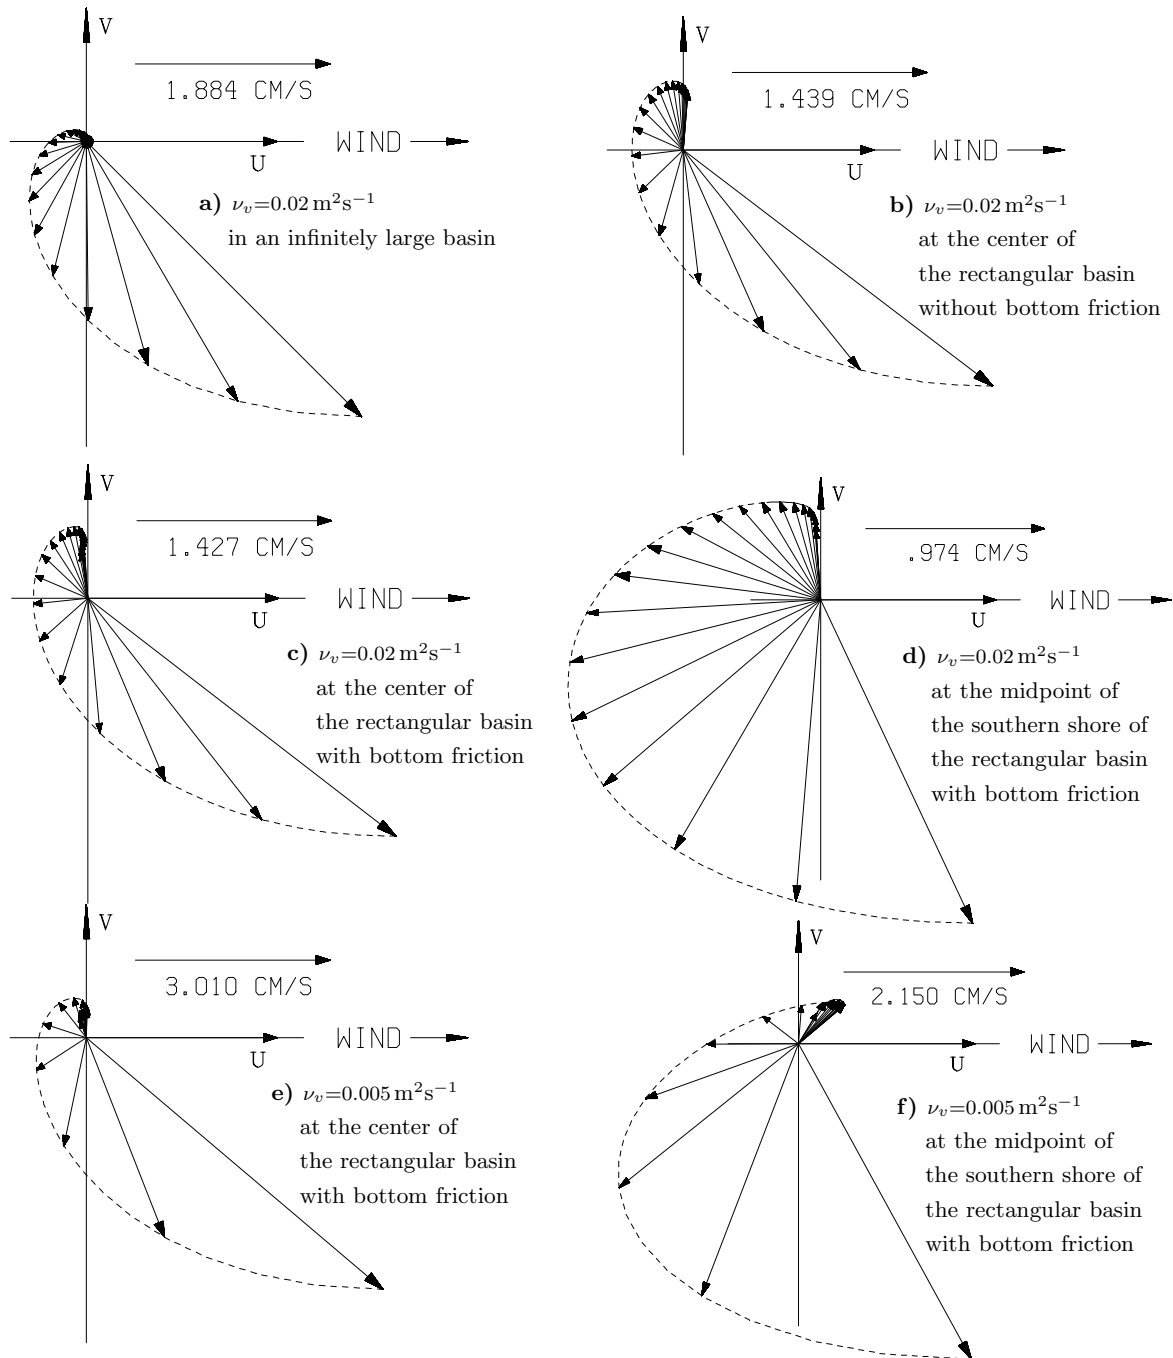 V
1.884 CM/S
WIND
U
a) νᵥ=0.02 m²s⁻¹
in an infinitely large basin
V
1.439 CM/S
WIND
U
b) νᵥ=0.02 m²s⁻¹
at the center of
the rectangular basin
without bottom friction
V
1.427 CM/S
WIND
U
c) νᵥ=0.02 m²s⁻¹
at the center of
the rectangular basin
with bottom friction
V
.974 CM/S
WIND
U
d) νᵥ=0.02 m²s⁻¹
at the midpoint of
the southern shore of
the rectangular basin
with bottom friction
V
3.010 CM/S
WIND
U
e) νᵥ=0.005 m²s⁻¹
at the center of
the rectangular basin
with bottom friction
V
2.150 CM/S
WIND
U
f) νᵥ=0.005 m²s⁻¹
at the midpoint of
the southern shore of
the rectangular basin
with bottom friction